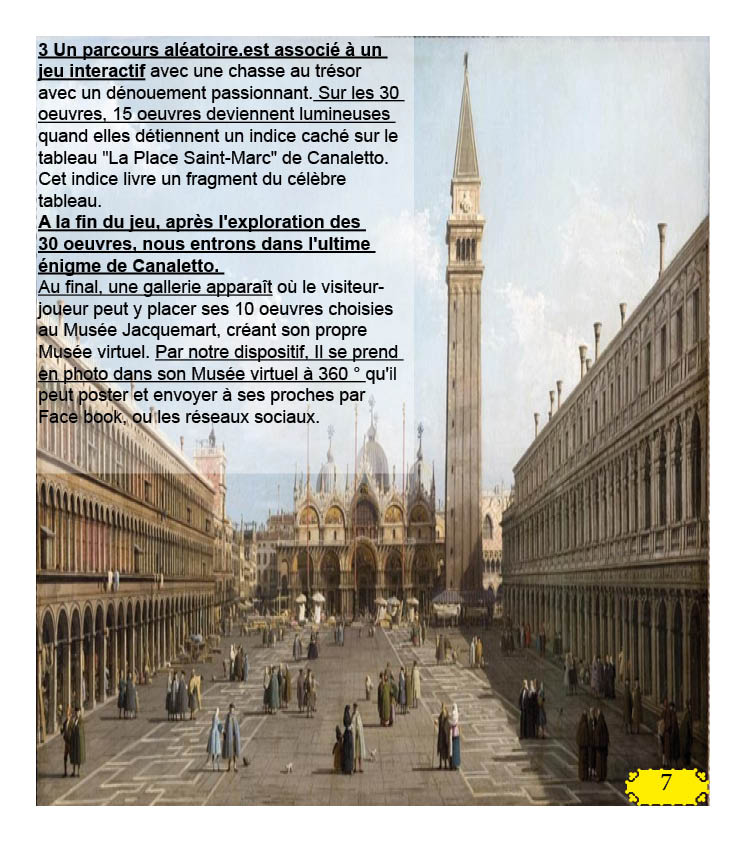 3 Un parcours aléatoire.est associé à un
jeu interactif avec une chasse au trésor
avec un dénouement passionnant. Sur les 30
oeuvres, 15 oeuvres deviennent lumineuses
quand elles détiennent un indice caché sur le
tableau "La Place Saint-Marc" de Canaletto.
Cet indice livre un fragment du célèbre
tableau.
A la fin du jeu, après l'exploration des
30 oeuvres, nous entrons dans l'ultime
énigme de Canaletto.
Au final, une gallerie apparaît où le visiteur-
joueur peut y placer ses 10 oeuvres choisies
au Musée Jacquemart, créant son propre
Musée virtuel. Par notre dispositif, Il se prend
en photo dans son Musée virtuel à 360 ° qu'il
peut poster et envoyer à ses proches par
Face book, ou les réseaux sociaux.
7